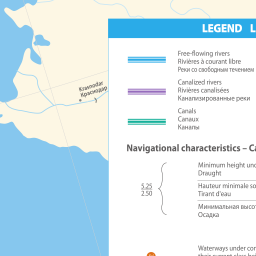 LEGEND L
Free-flowing rivers
Rivières à courant libre
Реки со свободным течением
Krasnodar
Краснодар
Canalized rivers
Rivières canalisées
Канализированные реки
Canals
Canaux
Каналы
Navigational characteristics – Ca
Minimum height und
Draught
5.25
2.50
Hauteur minimale so
Tirant d'eau
Минимальная высот
Осадка
Waterways under con